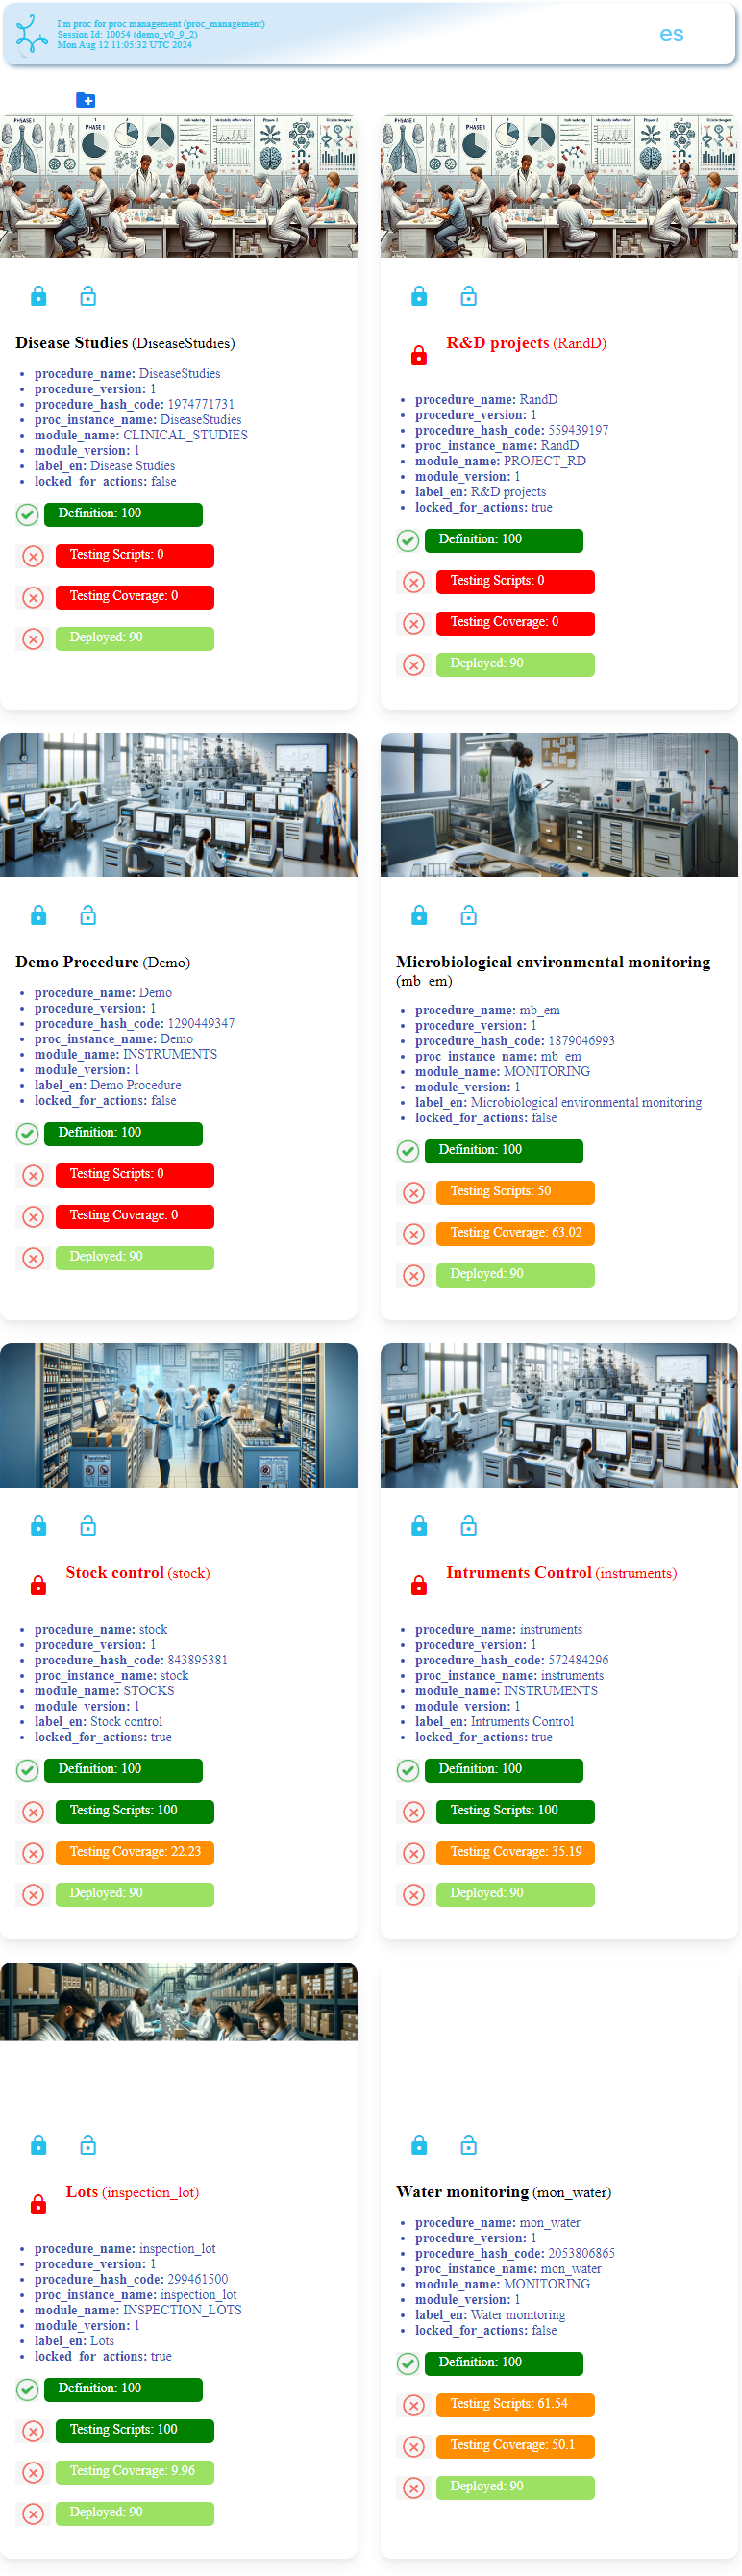 I'm proc for proc management (proc_management)
Session Id: 10054 (demo_v0_9_2)
Mon Aug 12 11:05:32 UTC 2024
es
PHASE I
PHASE I
Disease Studies (DiseaseStudies)
procedure_name: DiseaseStudies
procedure_version: 1
procedure_hash_code: 1974771731
proc_instance_name: DiseaseStudies
module_name: CLINICAL_STUDIES
module_version: 1
label_en: Disease Studies
locked_for_actions: false
Definition: 100
Testing Scripts: 0
Testing Coverage: 0
Deployed: 90
R&D projects (RandD)
procedure_name: RandD
procedure_version: 1
procedure_hash_code: 559439197
proc_instance_name: RandD
module_name: PROJECT_RD
module_version: 1
label_en: R&D projects
locked_for_actions: true
Definition: 100
Testing Scripts: 0
Testing Coverage: 0
Deployed: 90
Demo Procedure (Demo)
procedure_name: Demo
procedure_version: 1
procedure_hash_code: 1290449347
proc_instance_name: Demo
module_name: INSTRUMENTS
module_version: 1
label_en: Demo Procedure
locked_for_actions: false
Definition: 100
Testing Scripts: 0
Testing Coverage: 0
Deployed: 90
Microbiological environmental monitoring
(mb_em)
procedure_name: mb_em
procedure_version: 1
procedure_hash_code: 1879046993
proc_instance_name: mb_em
module_name: MONITORING
module_version: 1
label_en: Microbiological environmental monitoring
locked_for_actions: false
Definition: 100
Testing Scripts: 50
Testing Coverage: 63.02
Deployed: 90
Stock control (stock)
procedure_name: stock
procedure_version: 1
procedure_hash_code: 843895381
proc_instance_name: stock
module_name: STOCKS
module_version: 1
label_en: Stock control
locked_for_actions: true
Definition: 100
Testing Scripts: 100
Testing Coverage: 22.23
Deployed: 90
Intruments Control (instruments)
procedure_name: instruments
procedure_version: 1
procedure_hash_code: 572484296
proc_instance_name: instruments
module_name: INSTRUMENTS
module_version: 1
label_en: Intruments Control
locked_for_actions: true
Definition: 100
Testing Scripts: 100
Testing Coverage: 35.19
Deployed: 90
Lots (inspection_lot)
procedure_name: inspection_lot
procedure_version: 1
procedure_hash_code: 299461500
proc_instance_name: inspection_lot
module_name: INSPECTION_LOTS
module_version: 1
label_en: Lots
locked_for_actions: true
Definition: 100
Testing Scripts: 100
Testing Coverage: 9.96
Deployed: 90
Water monitoring (mon_water)
procedure_name: mon_water
procedure_version: 1
procedure_hash_code: 2053806865
proc_instance_name: mon_water
module_name: MONITORING
module_version: 1
label_en: Water monitoring
locked_for_actions: false
Definition: 100
Testing Scripts: 61.54
Testing Coverage: 50.1
Deployed: 90